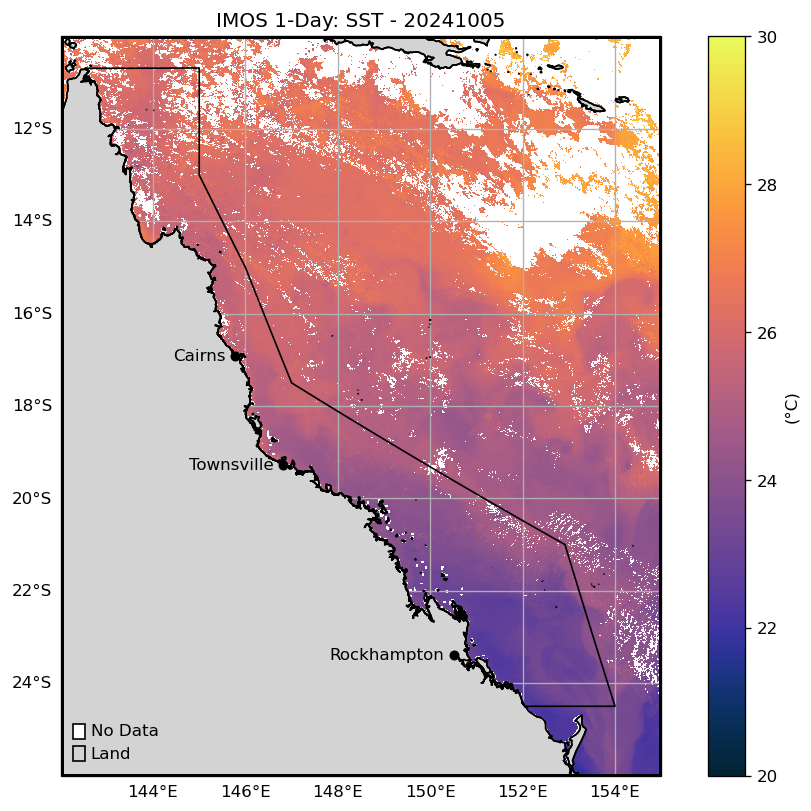 IMOS 1-Day: SST - 20241005
30
12°S
28
14°S
16°S
26
Cairns
(°C)
18°S
Townsville
24
20°S
22°S
22
Rockhampton
24°S
No Data
Land
20
144°E 146°E 148°E 150°E 152°E 154°E